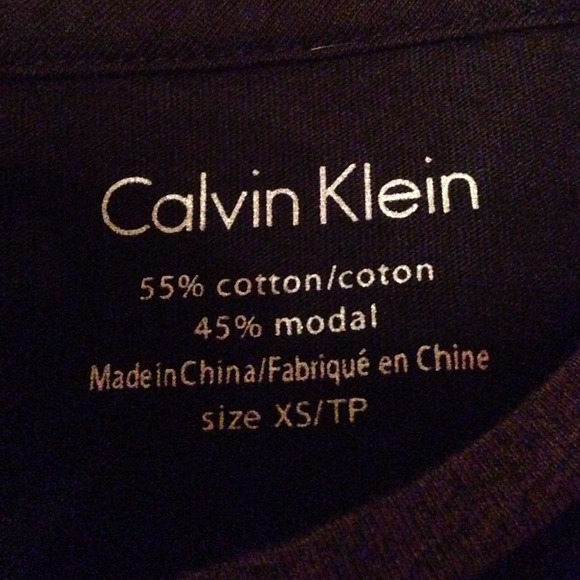 Calvin Klein
55% cotton/coton
45% modal
Made in China/Fabriqué en Chine
size XS/TP